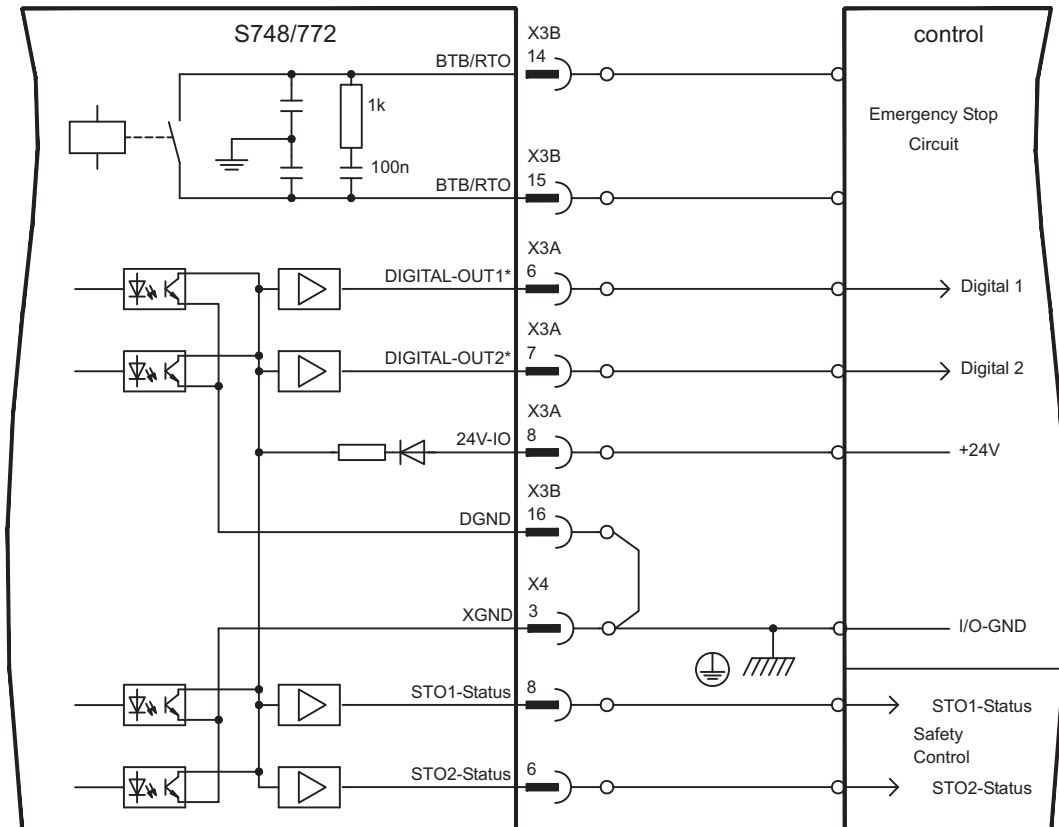 S748/772
X3B
control
BTB/RTO
14
1k
Emergency Stop
Circuit
100n
X3B
BTB/RTO
15
X3A
DIGITAL-OUT1*
6
Digital 1
X3A
DIGITAL-OUT2*
7
Digital 2
X3A
24V-IO
8
+24V
X3B
DGND
16
X4
XGND
3
I/O-GND
STO1-Status
8
STO1-Status
Safety
Control
STO2-Status
6
STO2-Status